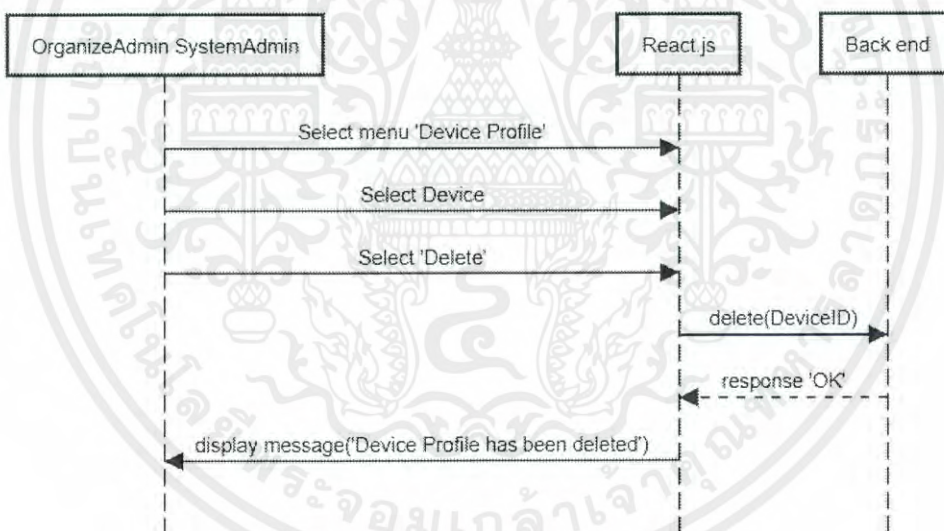 OrganizeAdmin SystemAdmin
React.js
Back end
Select menu 'Device Profile'
Select Device
Select 'Delete'
delete(DeviceID)
response 'OK'
display message('Device Profile has been deleted')